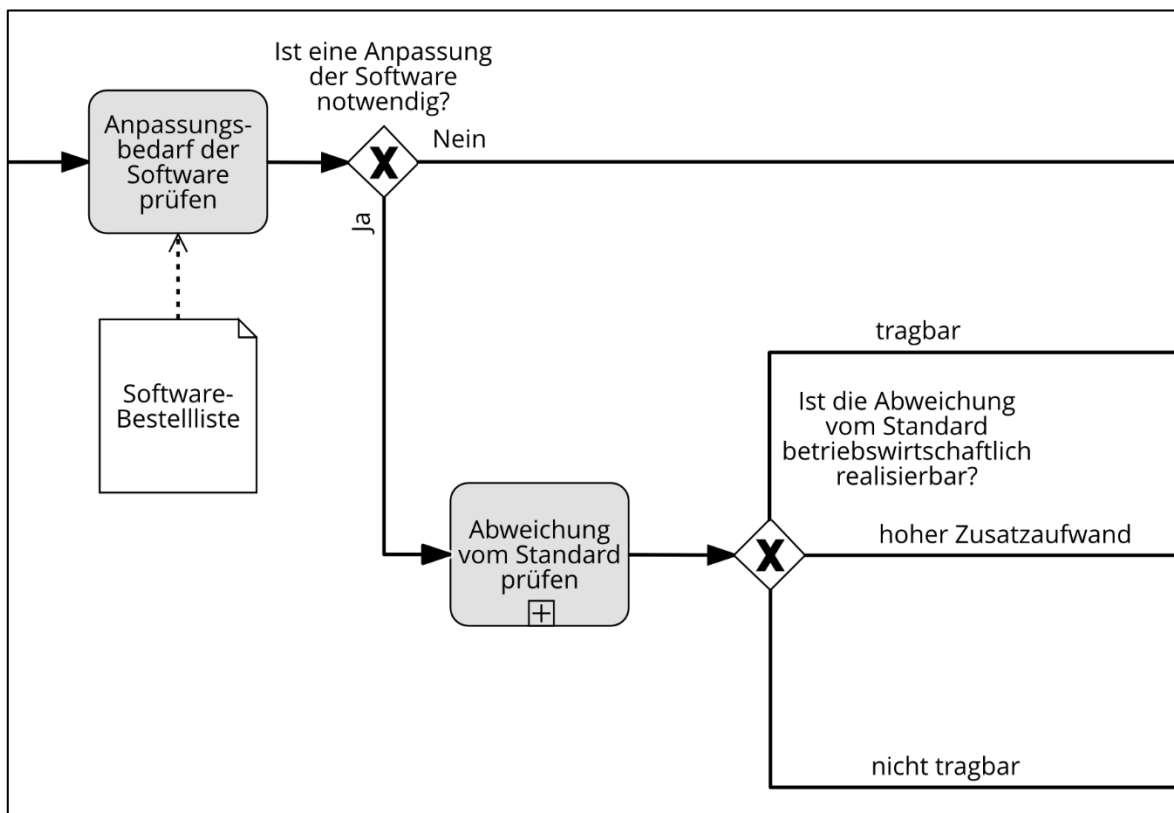 Ist eine Anpassung
der Software
notwendig?
Anpassungs-
bedarf der
Software
prüfen
Nein
Ja
Software-
Bestellliste
tragbar
Ist die Abweichung
vom Standard
betriebswirtschaftlich
realisierbar?
Abweichung
vom Standard
prüfen
hoher Zusatzaufwand
nicht tragbar